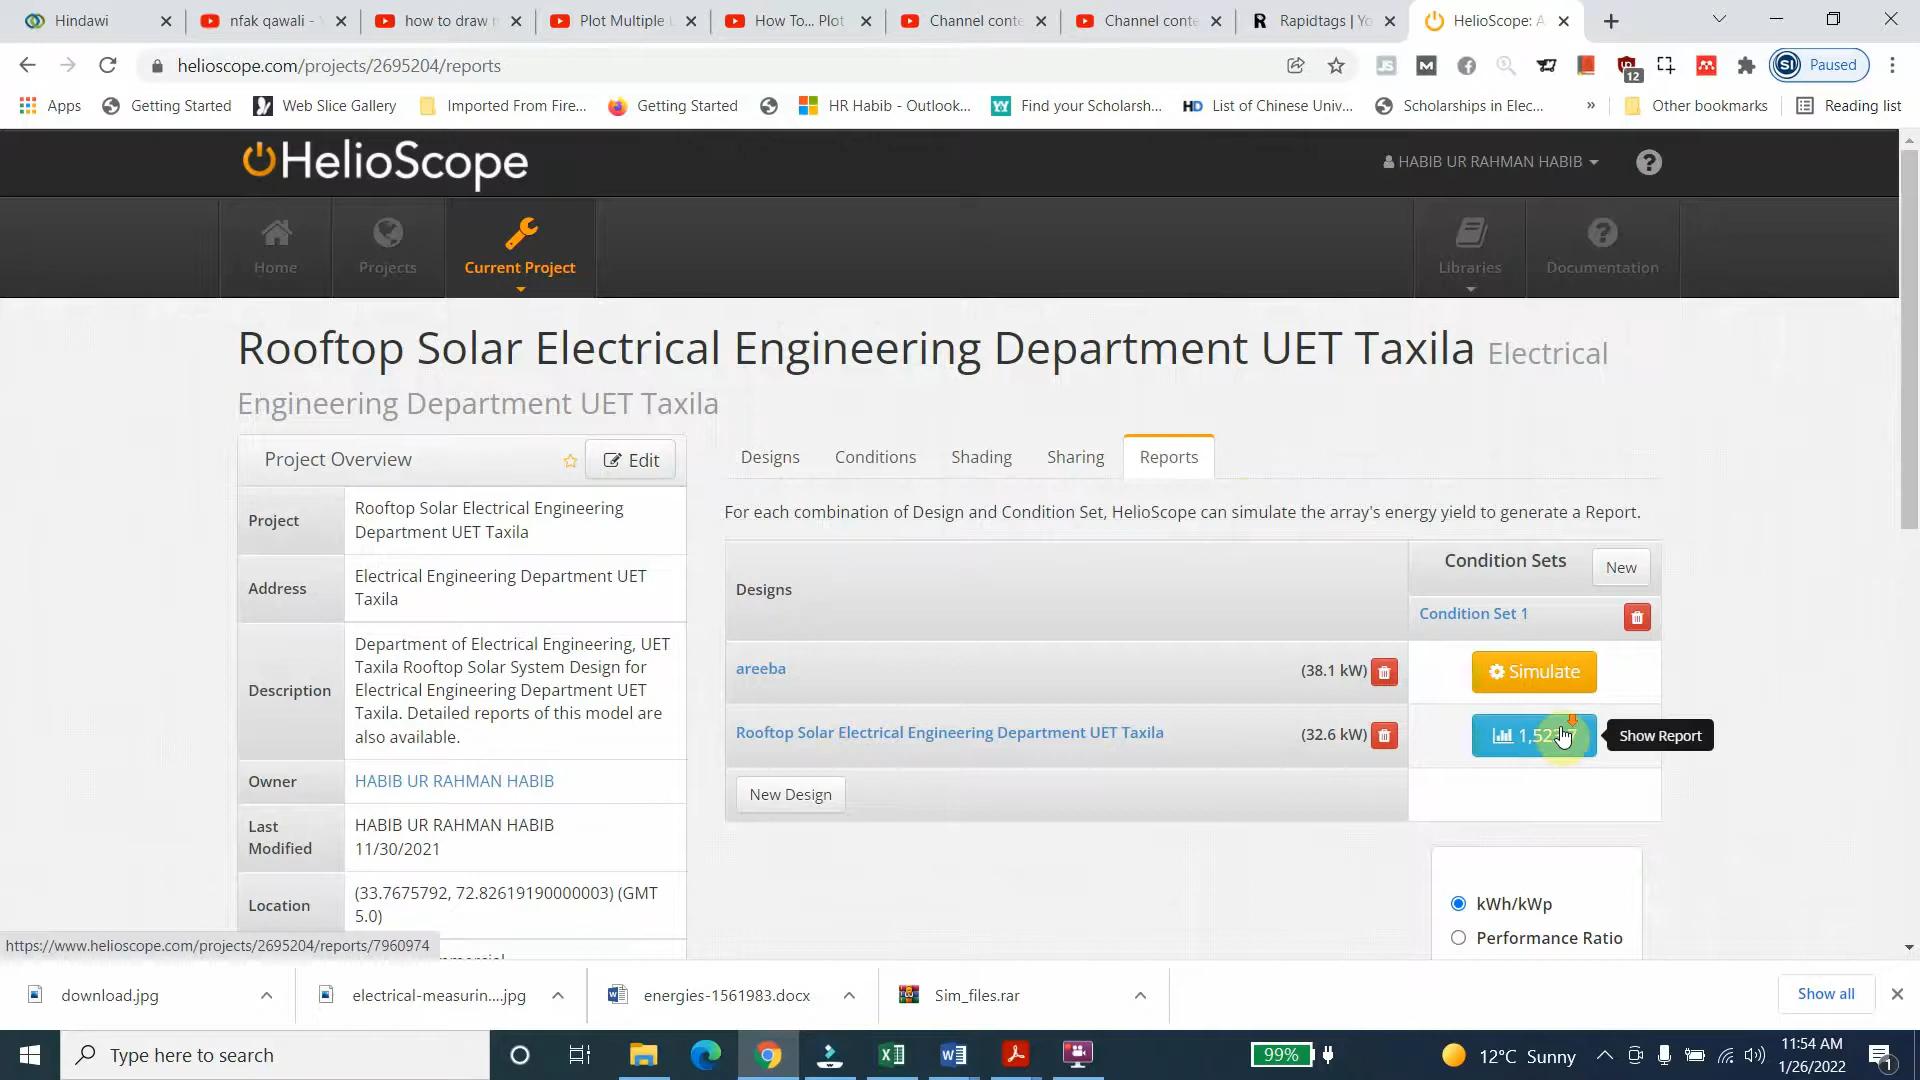 Hindawi
nfak qawali -
how to draw
Plot Multiple
How To... Plot
Channel conte
Channel conte
Rapidtags | Yo
HelioScope: A
helioscope.com/projects/2695204/reports
12
Paused
Apps
Getting Started
Web Slice Gallery
Imported From Fire...
Getting Started
HR Habib - Outlook...
Find your Scholarsh...
List of Chinese Univ...
Scholarships in Elec...
»
Other bookmarks
Reading list
HelioScope
HABIB UR RAHMAN HABIB
Home
Projects
Current Project
Libraries
Documentation
Rooftop Solar Electrical Engineering Department UET Taxila Electrical
Engineering Department UET Taxila
Project Overview
Edit
Project
Rooftop Solar Electrical Engineering
Department UET Taxila
Address
Electrical Engineering Department UET
Taxila
Description
Department of Electrical Engineering, UET
Taxila Rooftop Solar System Design for
Electrical Engineering Department UET
Taxila. Detailed reports of this model are
also available.
Owner
HABIB UR RAHMAN HABIB
Last
Modified
HABIB UR RAHMAN HABIB
11/30/2021
Location
(33.7675792, 72.82619190000003) (GMT
5.0)
Designs
Conditions
Shading
Sharing
Reports
For each combination of Design and Condition Set, HelioScope can simulate the array's energy yield to generate a Report.
Designs
Condition Sets
New
Condition Set 1
areeba
(38.1 kW)
Simulate
Rooftop Solar Electrical Engineering Department UET Taxila
(32.6 kW)
Show Report
New Design
kWh/kWp
Performance Ratio
https://www.helioscope.com/projects/2695204/reports/7960974
download.jpg
electrical-measurin....jpg
energies-1561983.docx
Sim_files.rar
Show all
Type here to search
99%
12°C Sunny
11:54 AM
1/26/2022
1